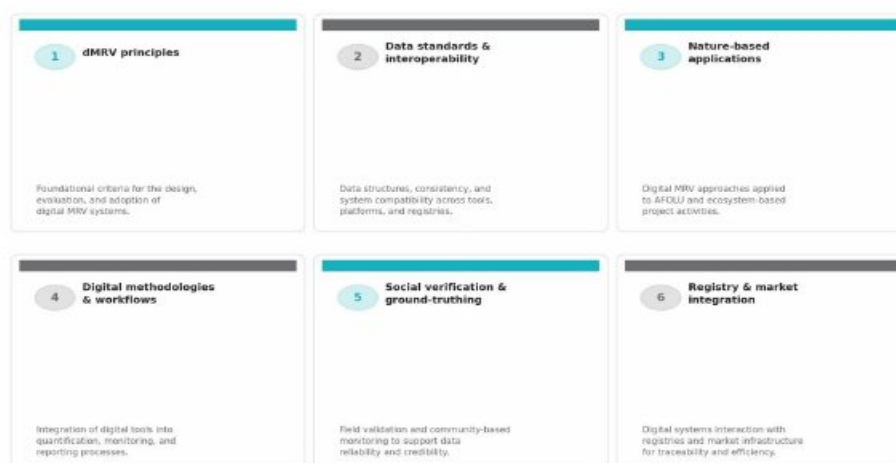 1
dMRV principles
Foundational criteria for the design,
evaluation, and adoption of
digital MRV systems.
2
Data standards &
interoperability
Data structures, consistency, and
system compatibility across tools,
platforms, and registries.
3
Nature-based
applications
Digital MRV approaches applied
to AFOLU and ecosystem-based
project activities.
4
Digital methodologies
& workflows
Integration of digital tools into
quantification, monitoring, and
reporting processes.
5
Social verification &
ground-truthing
Field validation and community-based
monitoring to support data
reliability and credibility.
6
Registry & market
integration
Digital systems interaction with
registries and market infrastructure
for traceability and efficiency.